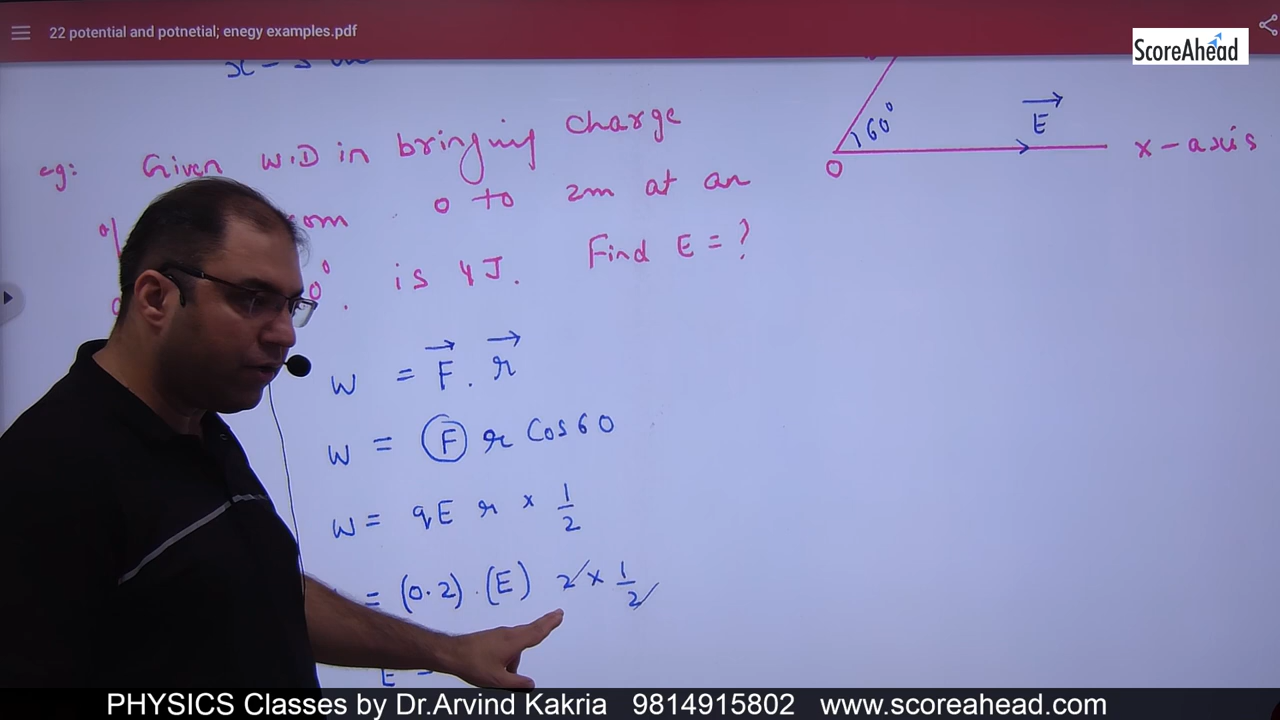 22 potential and potnetial; enegy examples.pdf
ScoreAhead
60°
E
O
x - axis
eg: Given W.D in bringing charge
0 to 2m at an
is 4J. Find E = ?
W = F . r
W = F r Cos 60
W = qE r × 1/2
= (0.2) . (E) 2 × 1/2
E
PHYSICS Classes by Dr.Arvind Kakria 9814915802 www.scoreahead.com